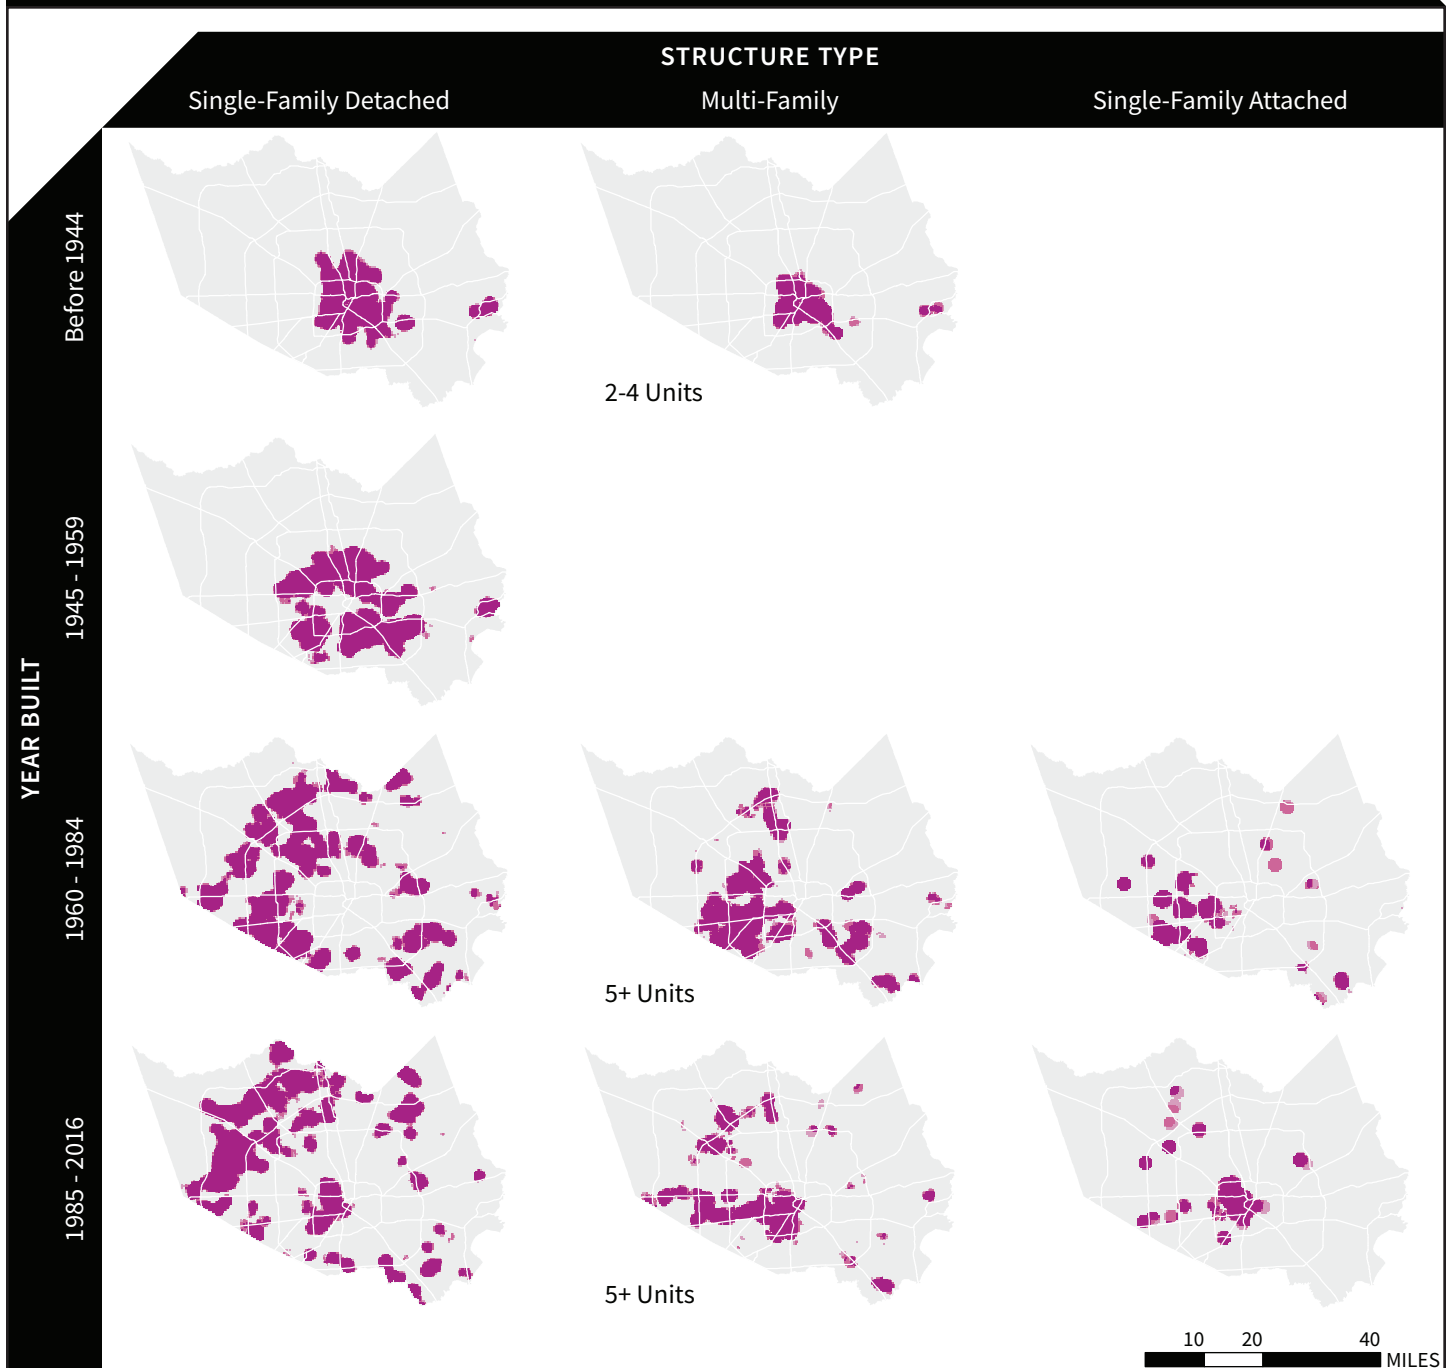 STRUCTURE TYPE
Single-Family Detached
Multi-Family
Single-Family Attached
YEAR BUILT
Before 1944
2-4 Units
1945 - 1959
1960 - 1984
5+ Units
1985 - 2016
5+ Units
10 20 40
MILES